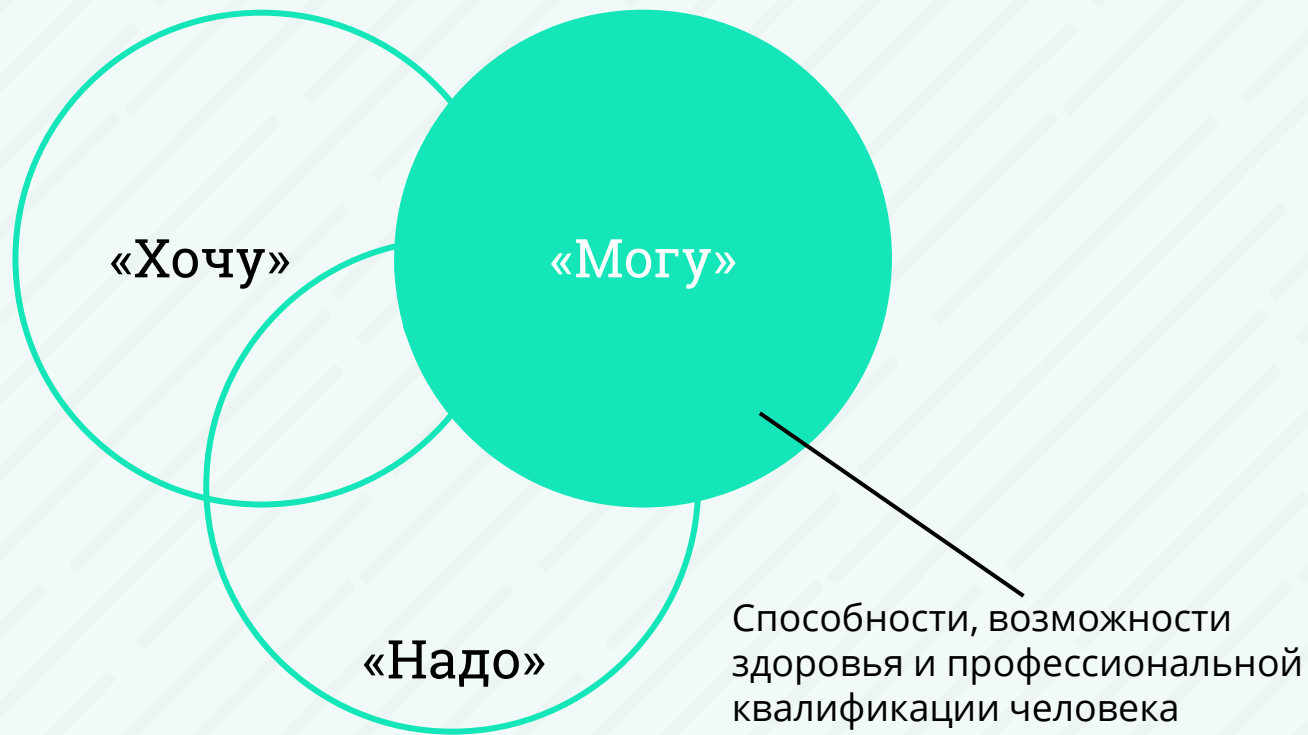 «Хочу»
«Могу»
«Надо»
Способности, возможности
здоровья и профессиональной
квалификации человека